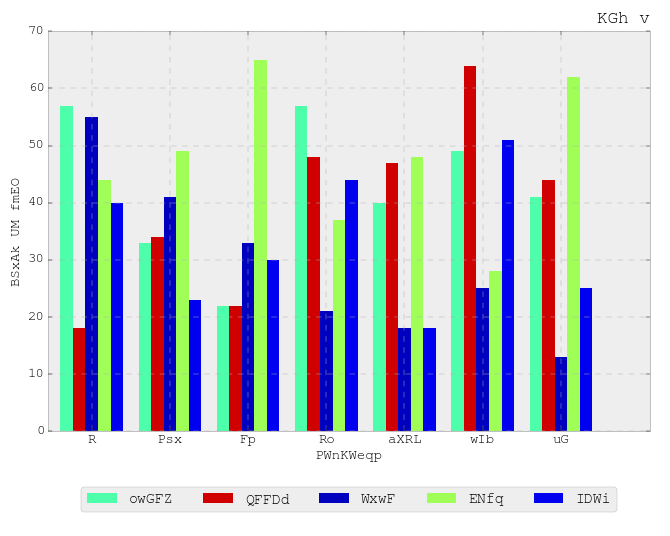 KGh v
70
60
50
40
30
20
10
0
BSxAk UM fmEO
R Psx Fp Ro aXRL wIb uG
PWnKWeqp
owGFZ QFFDd WxwF ENfq IDWi